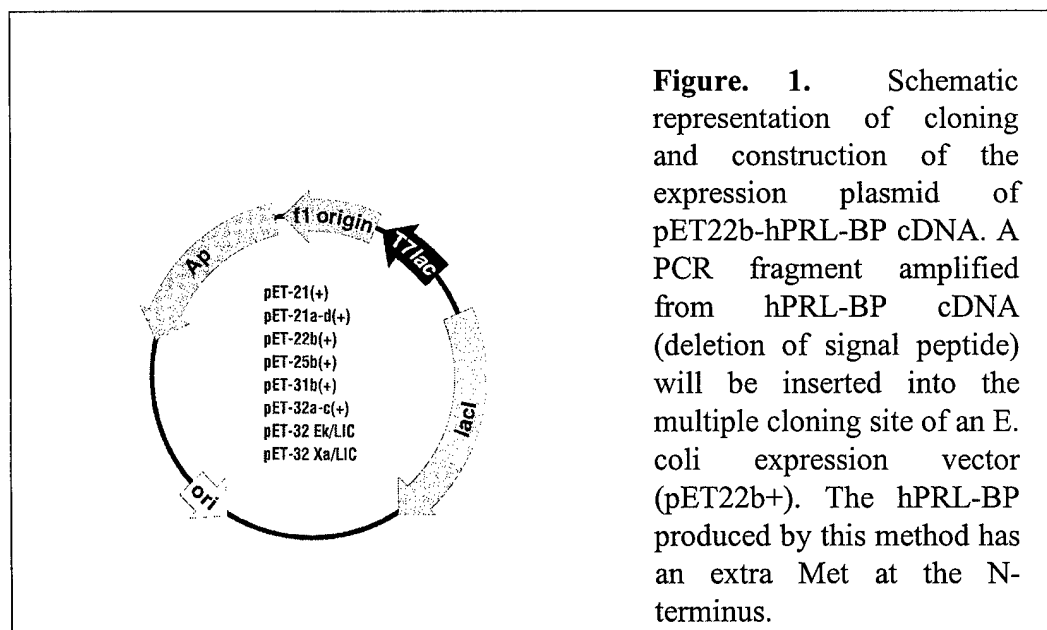 f1 origin
T7lac
Ap
pET-21(+)
pET-21a-d(+)
pET-22b(+)
pET-25b(+)
pET-31b(+)
pET-32a-c(+)
pET-32 Ek/LIC
pET-32 Xa/LIC
lacI
ori
Figure. 1. Schematic
representation of cloning
and construction of the
expression plasmid of
pET22b-hPRL-BP cDNA. A
PCR fragment amplified
from hPRL-BP cDNA
(deletion of signal peptide)
will be inserted into the
multiple cloning site of an E.
coli expression vector
(pET22b+). The hPRL-BP
produced by this method has
an extra Met at the N-
terminus.